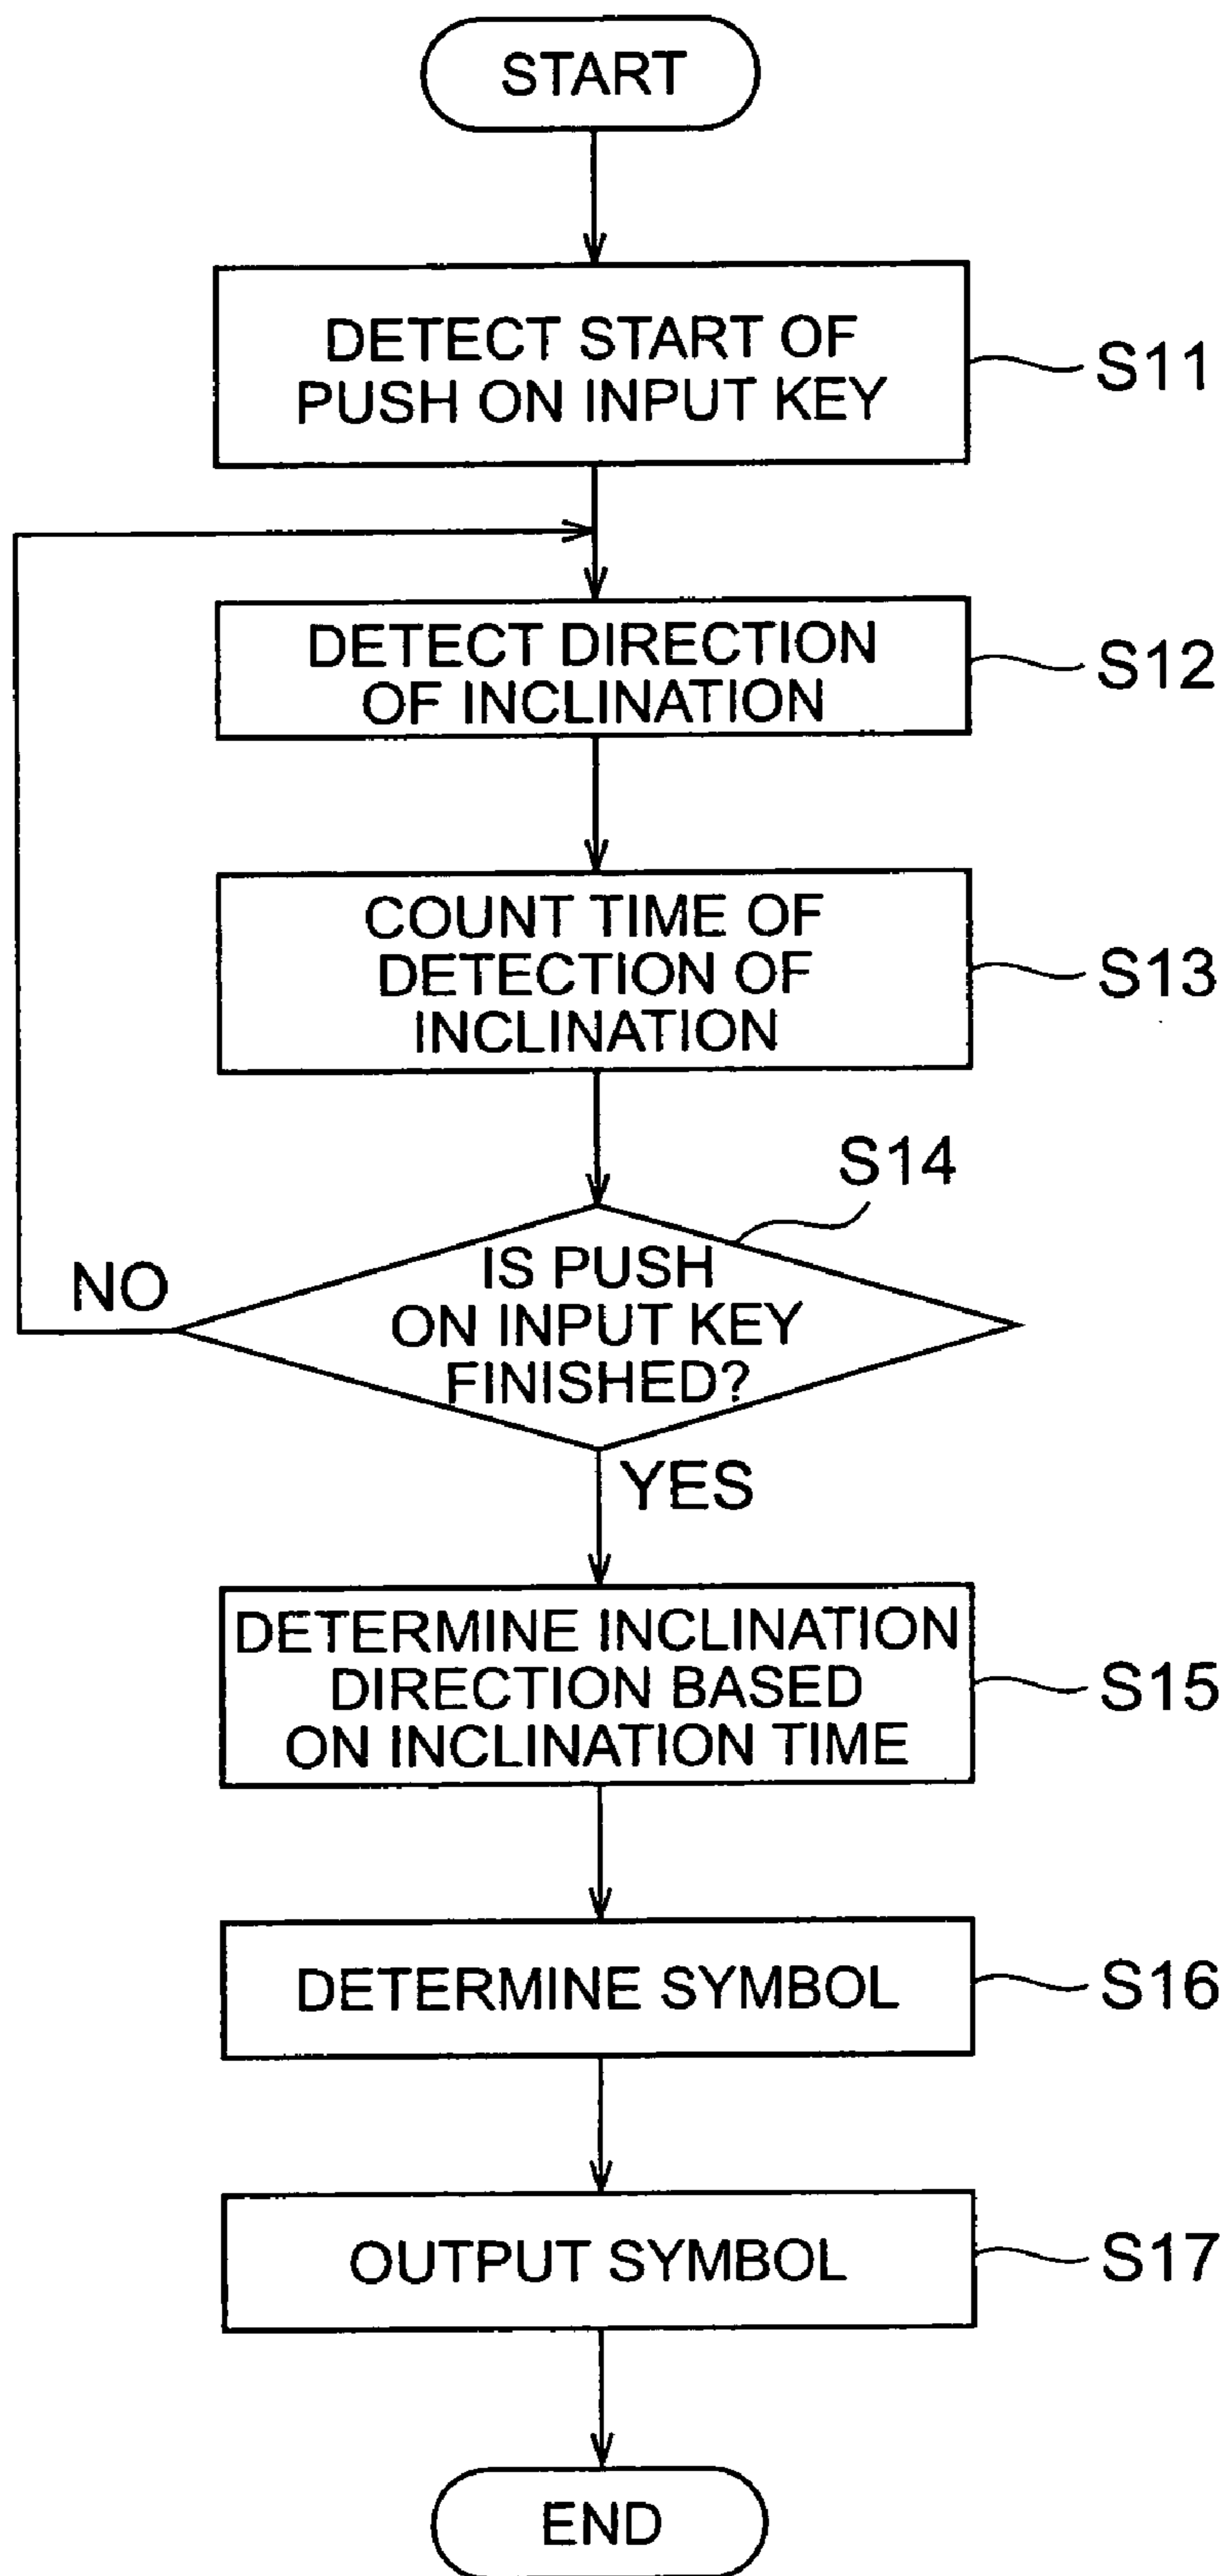 START
DETECT START OF
PUSH ON INPUT KEY
S11
DETECT DIRECTION
OF INCLINATION
S12
COUNT TIME OF
DETECTION OF
INCLINATION
S13
S14
IS PUSH
ON INPUT KEY
FINISHED?
NO
YES
DETERMINE INCLINATION
DIRECTION BASED
ON INCLINATION TIME
S15
DETERMINE SYMBOL
S16
OUTPUT SYMBOL
S17
END